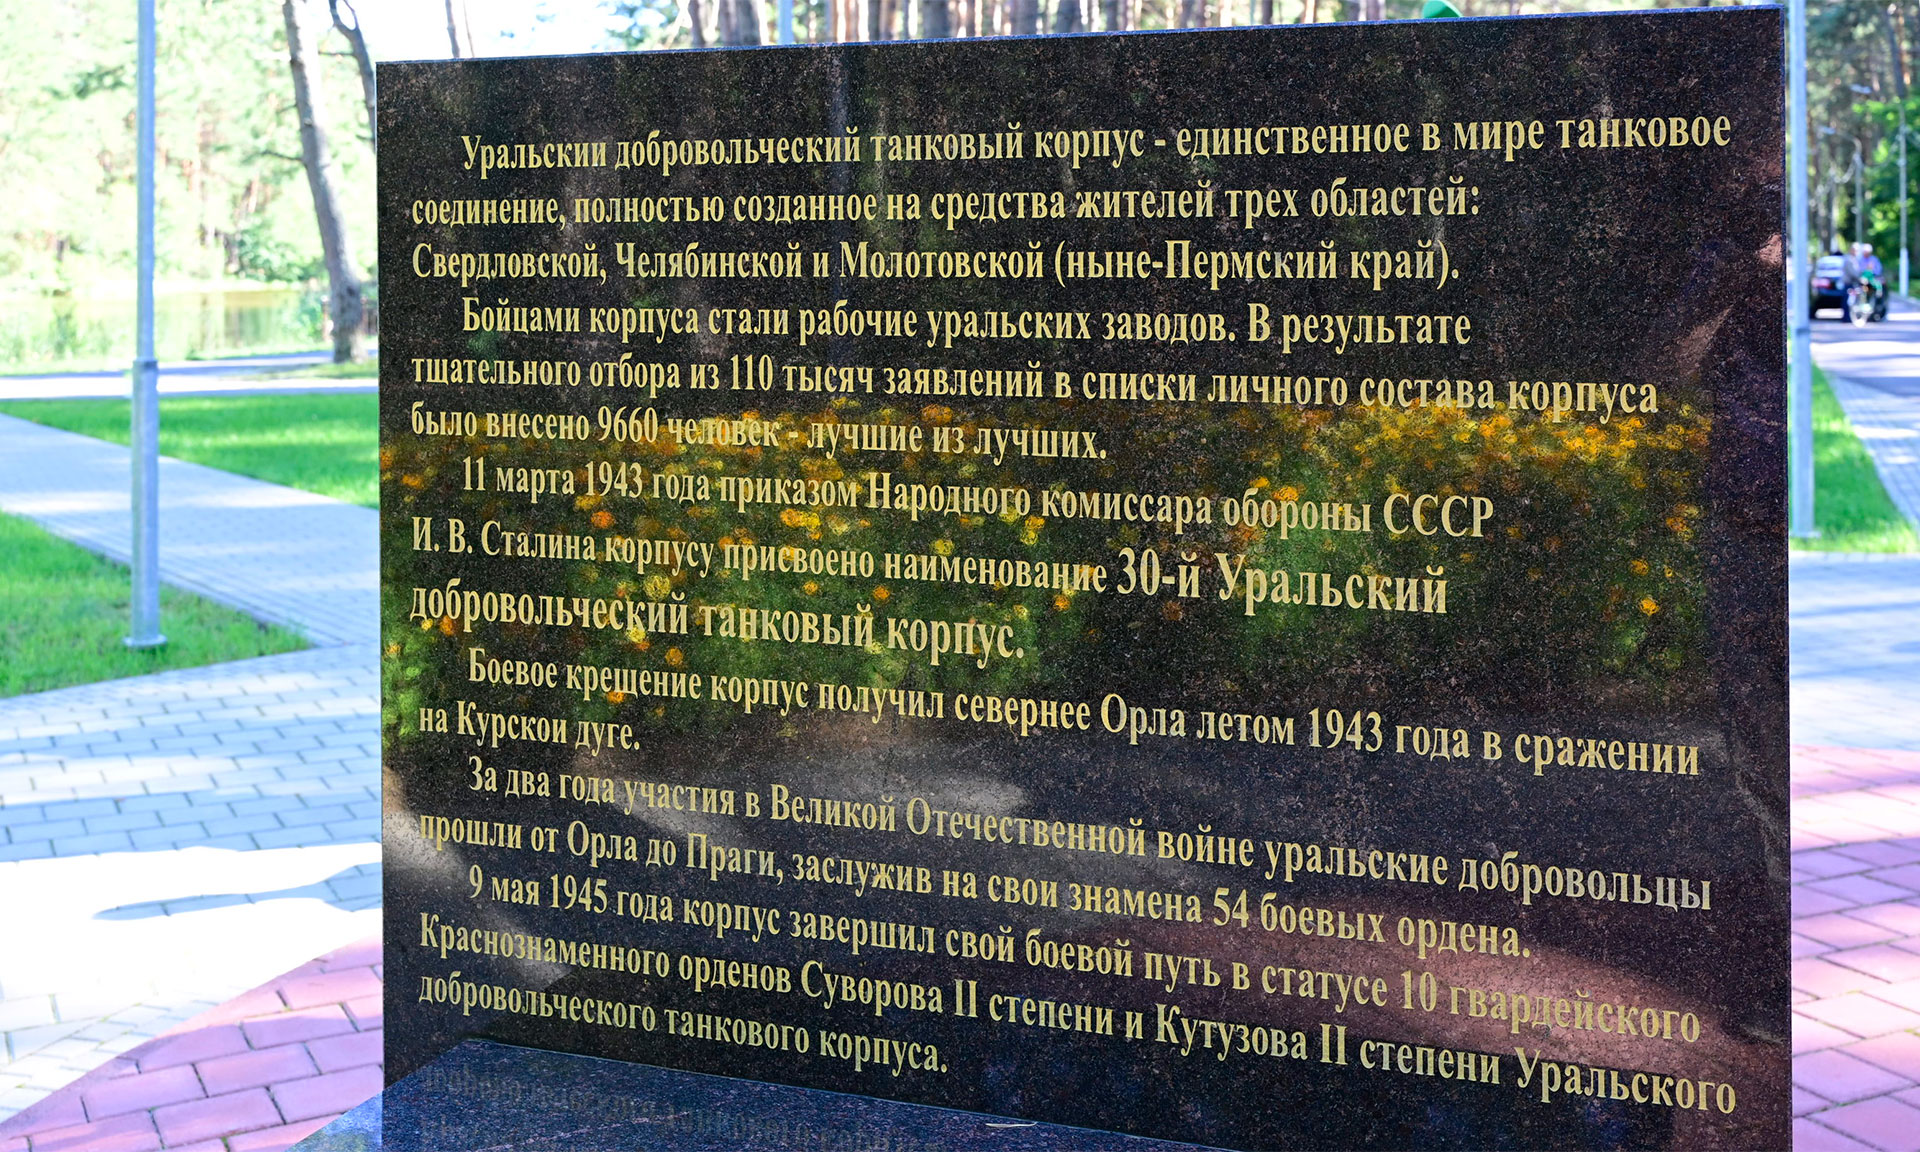 Уральскии добровольческий танковый корпус - единственное в мире танковое
соединение, полностью созданное на средства жителей трех областей:
Свердловской, Челябинской и Молотовской (ныне-Пермский край).
Бойцами корпуса стали рабочие уральских заводов. В результате
тщательного отбора из 110 тысяч заявлений в списки личного состава корпуса
было внесено 9660 человек - лучшие из лучших.
11 марта 1943 года приказом Народного комиссара обороны СССР
И. В. Сталина корпусу присвоено наименование 30-й Уральский
добровольческий танковый корпус.
Боевое крещение корпус получил севернее Орла летом 1943 года в сражении
на Курскои дуге.
За два года участия в Великой Отечественной войне уральские добровольцы
прошли от Орла до Праги, заслужив на свои знамена 54 боевых ордена.
9 мая 1945 года корпус завершил свой боевой путь в статусе 10 гвардейского
Краснознаменного орденов Суворова II степени и Кутузова II степени Уральского
добровольческого танкового корпуса.